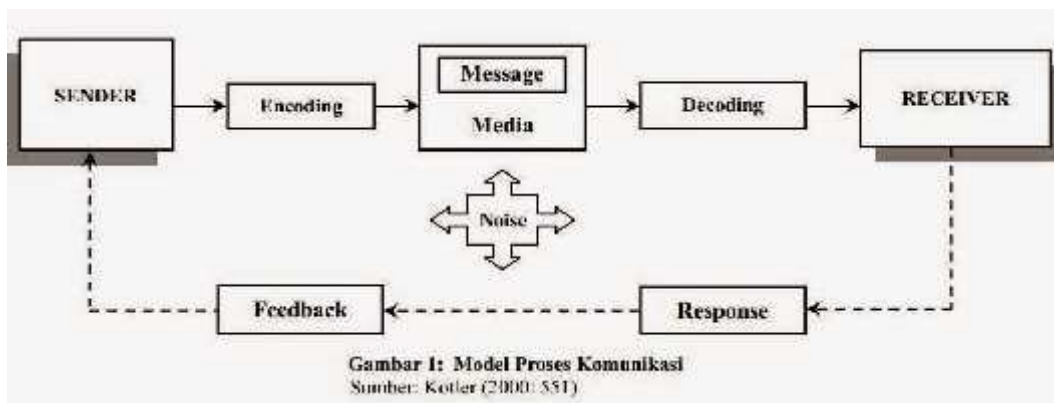 SENDER
Encoding
Message
Media
Decoding
RECEIVER
Noise
Feedback
Response
Gambar 1: Model Proses Komunikasi
Sumber: Kotler (2000: 551)